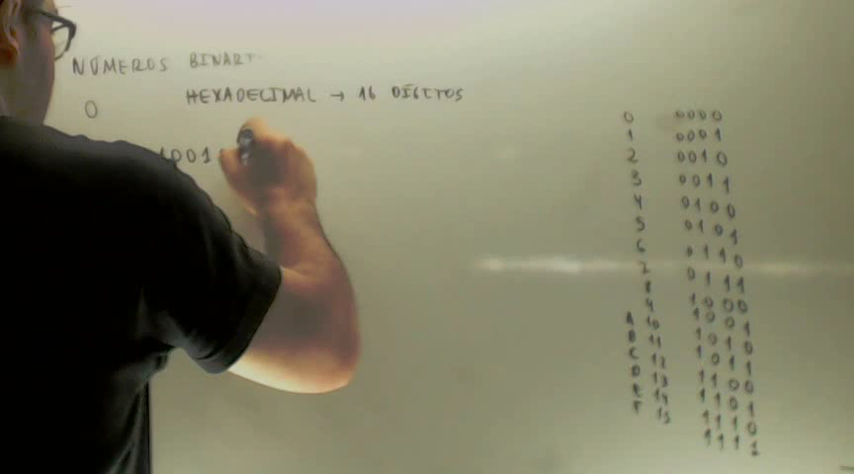 NÚMEROS BINARI
0 HEXADECIMAL → 16 DÍGITOS
1001
0 0000
1 0001
2 0010
3 0011
4 0100
5 0101
6 0110
7 0111
8 1000
9 1001
A 10 1010
B 11 1011
C 12 1100
D 13 1101
E 14 1110
F 15 1111